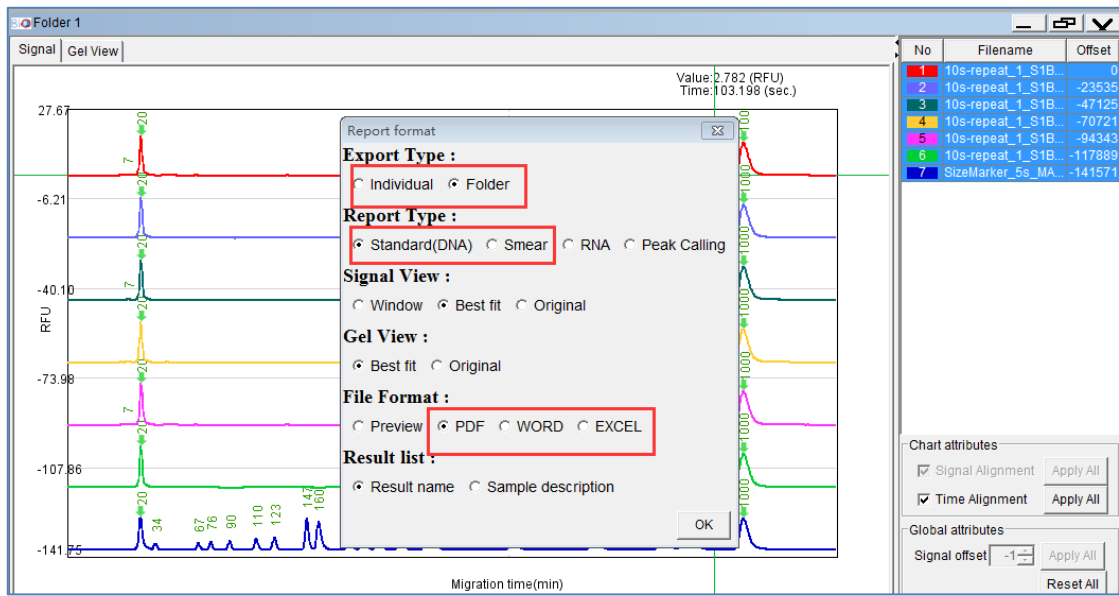 Folder 1
Signal Gel View
Value:2.782 (RFU)
Time:103.198 (sec.)
27.67
-6.21
-40.10
-73.98
-107.86
-141.75
RFU
7 20
20
7 20
20
7 20
20
20 34 67 76 90 110 123 147 160
1000
1000
1000
1000
1000
1000
Migration time(min)
Report format
Export Type :
Individual Folder
Report Type :
Standard(DNA) Smear RNA Peak Calling
Signal View :
Window Best fit Original
Gel View :
Best fit Original
File Format :
Preview PDF WORD EXCEL
Result list :
Result name Sample description
OK
No Filename Offset
1 10s-repeat_1_S1B... 0
2 10s-repeat_1_S1B... -23535
3 10s-repeat_1_S1B... -47125
4 10s-repeat_1_S1B... -70721
5 10s-repeat_1_S1B... -94343
6 10s-repeat_1_S1B... -117889
7 SizeMarker_5s_MA... -141571
Chart attributes
Signal Alignment Apply All
Time Alignment Apply All
Global attributes
Signal offset -1 Apply All
Reset All